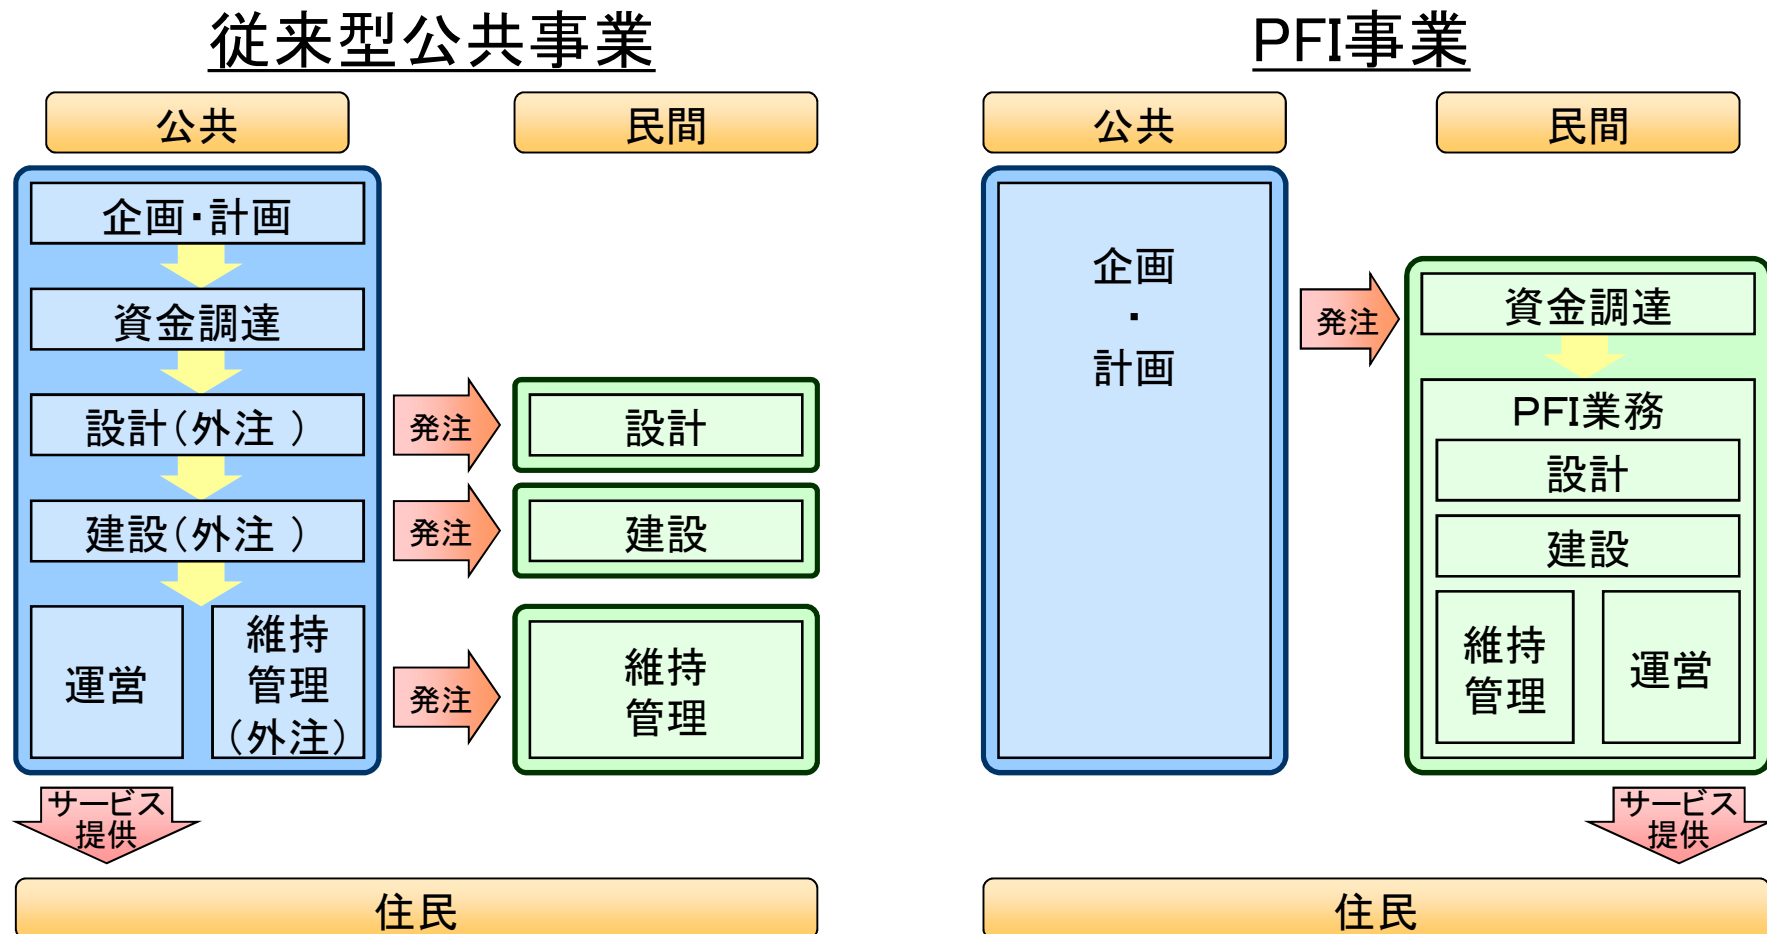 従来型公共事業
公共
民間
企画・計画
資金調達
設計（外注 ）
発注
設計
建設（外注 ）
発注
建設
運営
維持
管理
（外注）
発注
維持
管理
サービス
提供
住民
PFI事業
公共
民間
企画
・
計画
発注
資金調達
PFI業務
設計
建設
維持
管理
運営
サービス
提供
住民